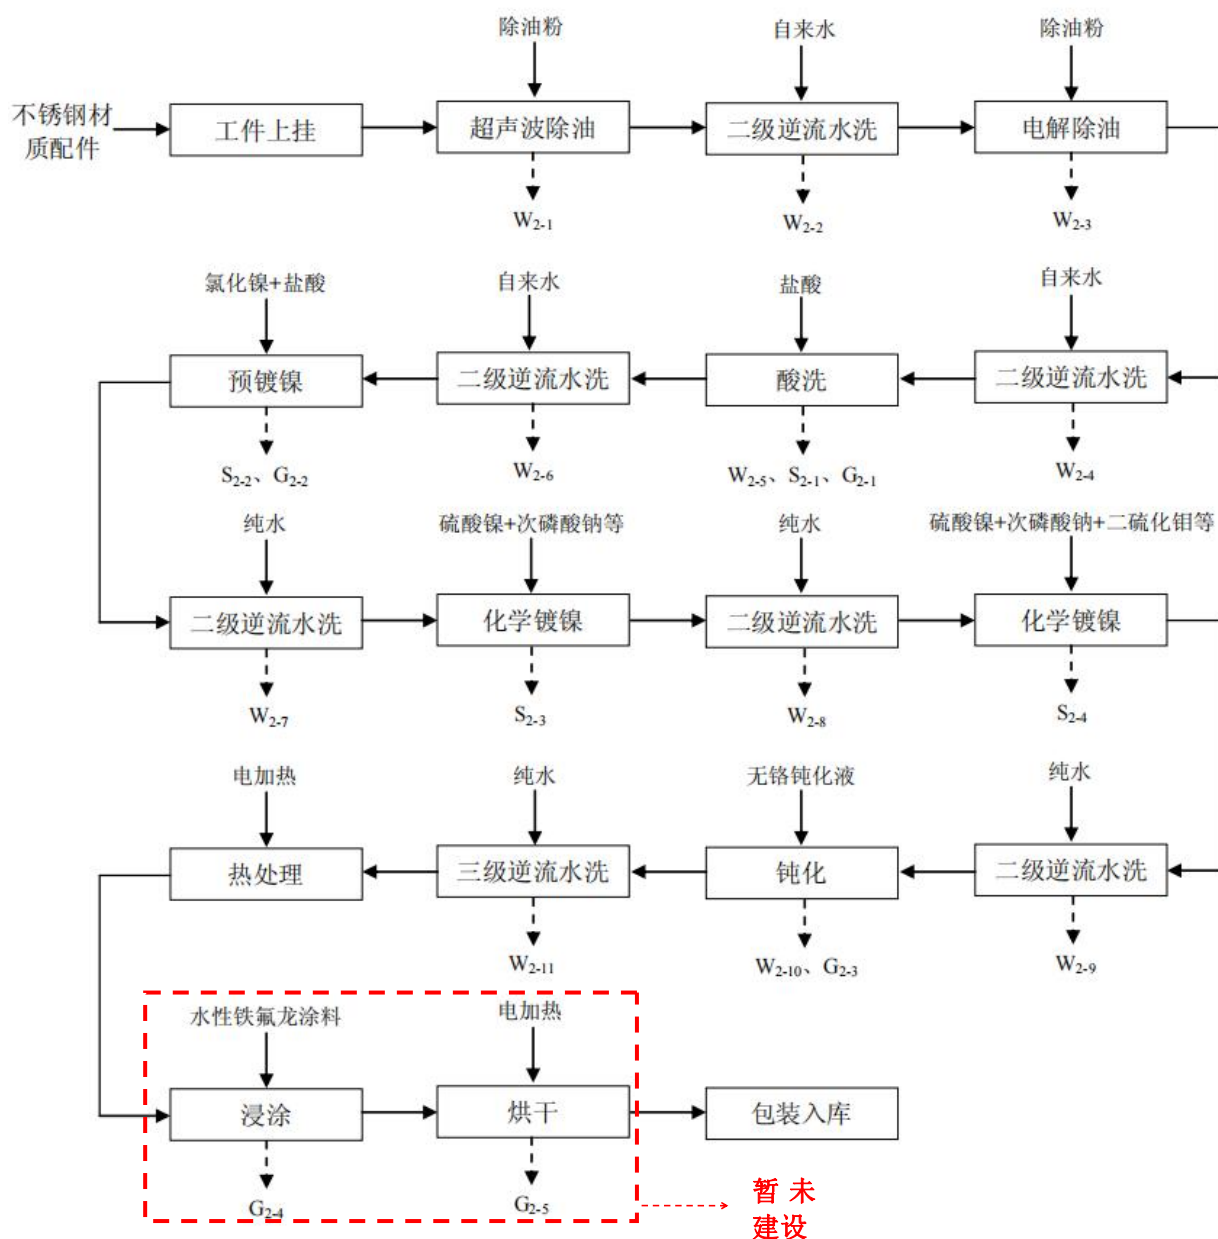 除油粉
自来水
除油粉
不锈钢材
质配件
工件上挂
超声波除油
二级逆流水洗
电解除油
W2-1
W2-2
W2-3
氯化镍+盐酸
自来水
盐酸
自来水
预镀镍
二级逆流水洗
酸洗
二级逆流水洗
S2-2、G2-2
W2-6
W2-5、S2-1、G2-1
W2-4
纯水
硫酸镍+次磷酸钠等
纯水
硫酸镍+次磷酸钠+二硫化钼等
二级逆流水洗
化学镀镍
二级逆流水洗
化学镀镍
W2-7
S2-3
W2-8
S2-4
电加热
纯水
无铬钝化液
纯水
热处理
三级逆流水洗
钝化
二级逆流水洗
W2-11
W2-10、G2-3
W2-9
水性铁氟龙涂料
电加热
浸涂
烘干
包装入库
G2-4
G2-5
暂未
建设